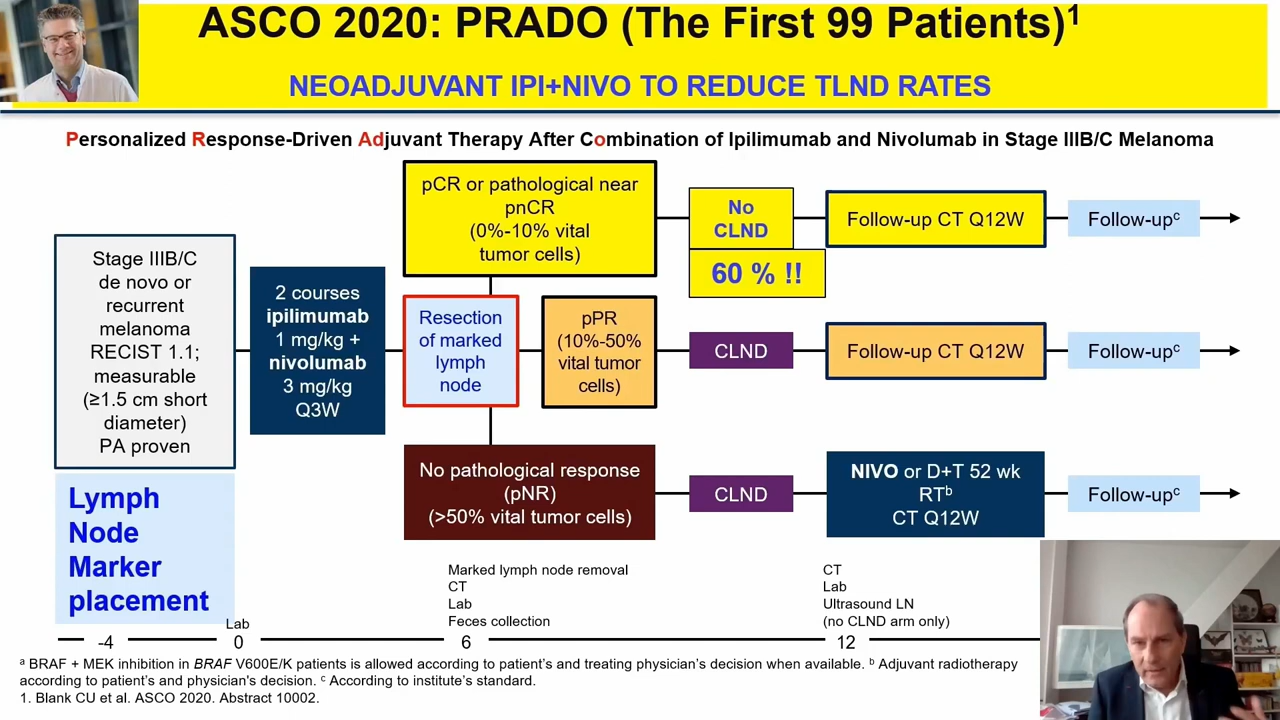 ASCO 2020: PRADO (The First 99 Patients)¹
NEOADJUVANT IPI+NIVO TO REDUCE TLND RATES
Personalized Response-Driven Adjuvant Therapy After Combination of Ipilimumab and Nivolumab in Stage IIIB/C Melanoma
Stage IIIB/C
de novo or
recurrent
melanoma
RECIST 1.1;
measurable
(≥1.5 cm short
diameter)
PA proven
Lymph
Node
Marker
placement
2 courses
ipilimumab
1 mg/kg +
nivolumab
3 mg/kg
Q3W
pCR or pathological near
pnCR
(0%-10% vital
tumor cells)
No
CLND
60 % !!
Follow-up CT Q12W
Follow-upᶜ
Resection
of marked
lymph
node
pPR
(10%-50%
vital tumor
cells)
CLND
Follow-up CT Q12W
Follow-upᶜ
No pathological response
(pNR)
(>50% vital tumor cells)
CLND
NIVO or D+T 52 wk
RTᵇ
CT Q12W
Follow-upᶜ
Marked lymph node removal
CT
Lab
Feces collection
CT
Lab
Ultrasound LN
(no CLND arm only)
Lab
-4
0
6
12
ᵃ BRAF + MEK inhibition in BRAF V600E/K patients is allowed according to patient's and treating physician's decision when available. ᵇ Adjuvant radiotherapy
according to patient's and physician's decision. ᶜ According to institute's standard.
1. Blank CU et al. ASCO 2020. Abstract 10002.